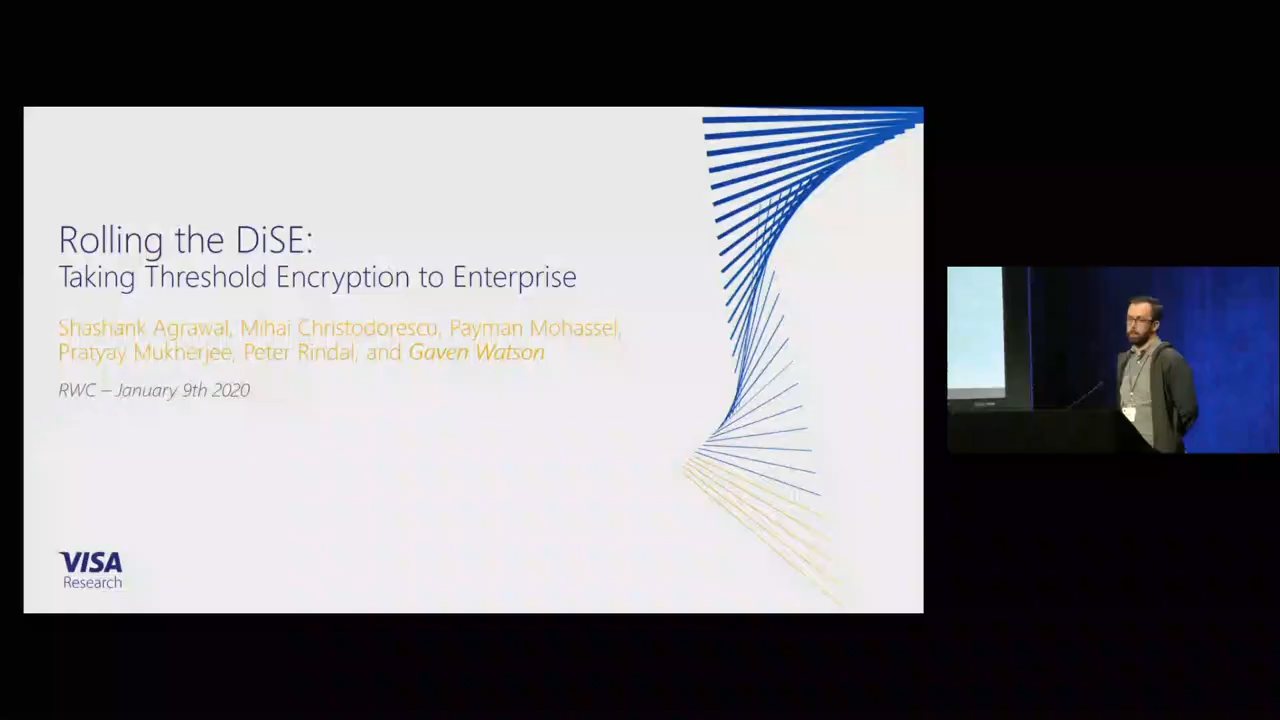 Rolling the DiSE:
Taking Threshold Encryption to Enterprise
Shashank Agrawal, Mihai Christodorescu, Payman Mohassel,
Pratyay Mukherjee, Peter Rindal, and Gaven Watson
RWC – January 9th 2020
VISA
Research